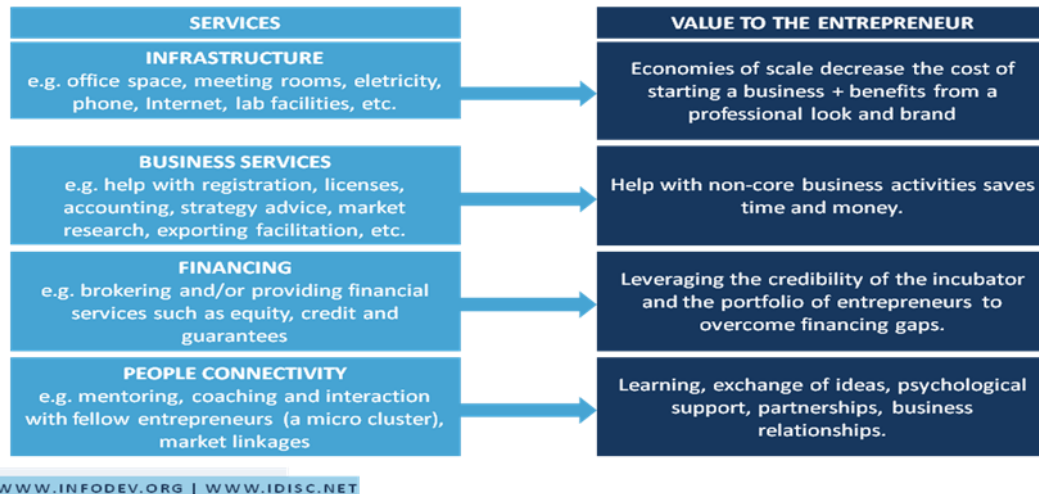 SERVICES
VALUE TO THE ENTREPRENEUR
INFRASTRUCTURE
e.g. office space, meeting rooms, eletricity,
phone, Internet, lab facilities, etc.
Economies of scale decrease the cost of
starting a business + benefits from a
professional look and brand
BUSINESS SERVICES
e.g. help with registration, licenses,
accounting, strategy advice, market
research, exporting facilitation, etc.
Help with non-core business activities saves
time and money.
FINANCING
e.g. brokering and/or providing financial
services such as equity, credit and
guarantees
Leveraging the credibility of the incubator
and the portfolio of entrepreneurs to
overcome financing gaps.
PEOPLE CONNECTIVITY
e.g. mentoring, coaching and interaction
with fellow entrepreneurs (a micro cluster),
market linkages
Learning, exchange of ideas, psychological
support, partnerships, business
relationships.
WWW.INFODEV.ORG | WWW.IDISC.NET